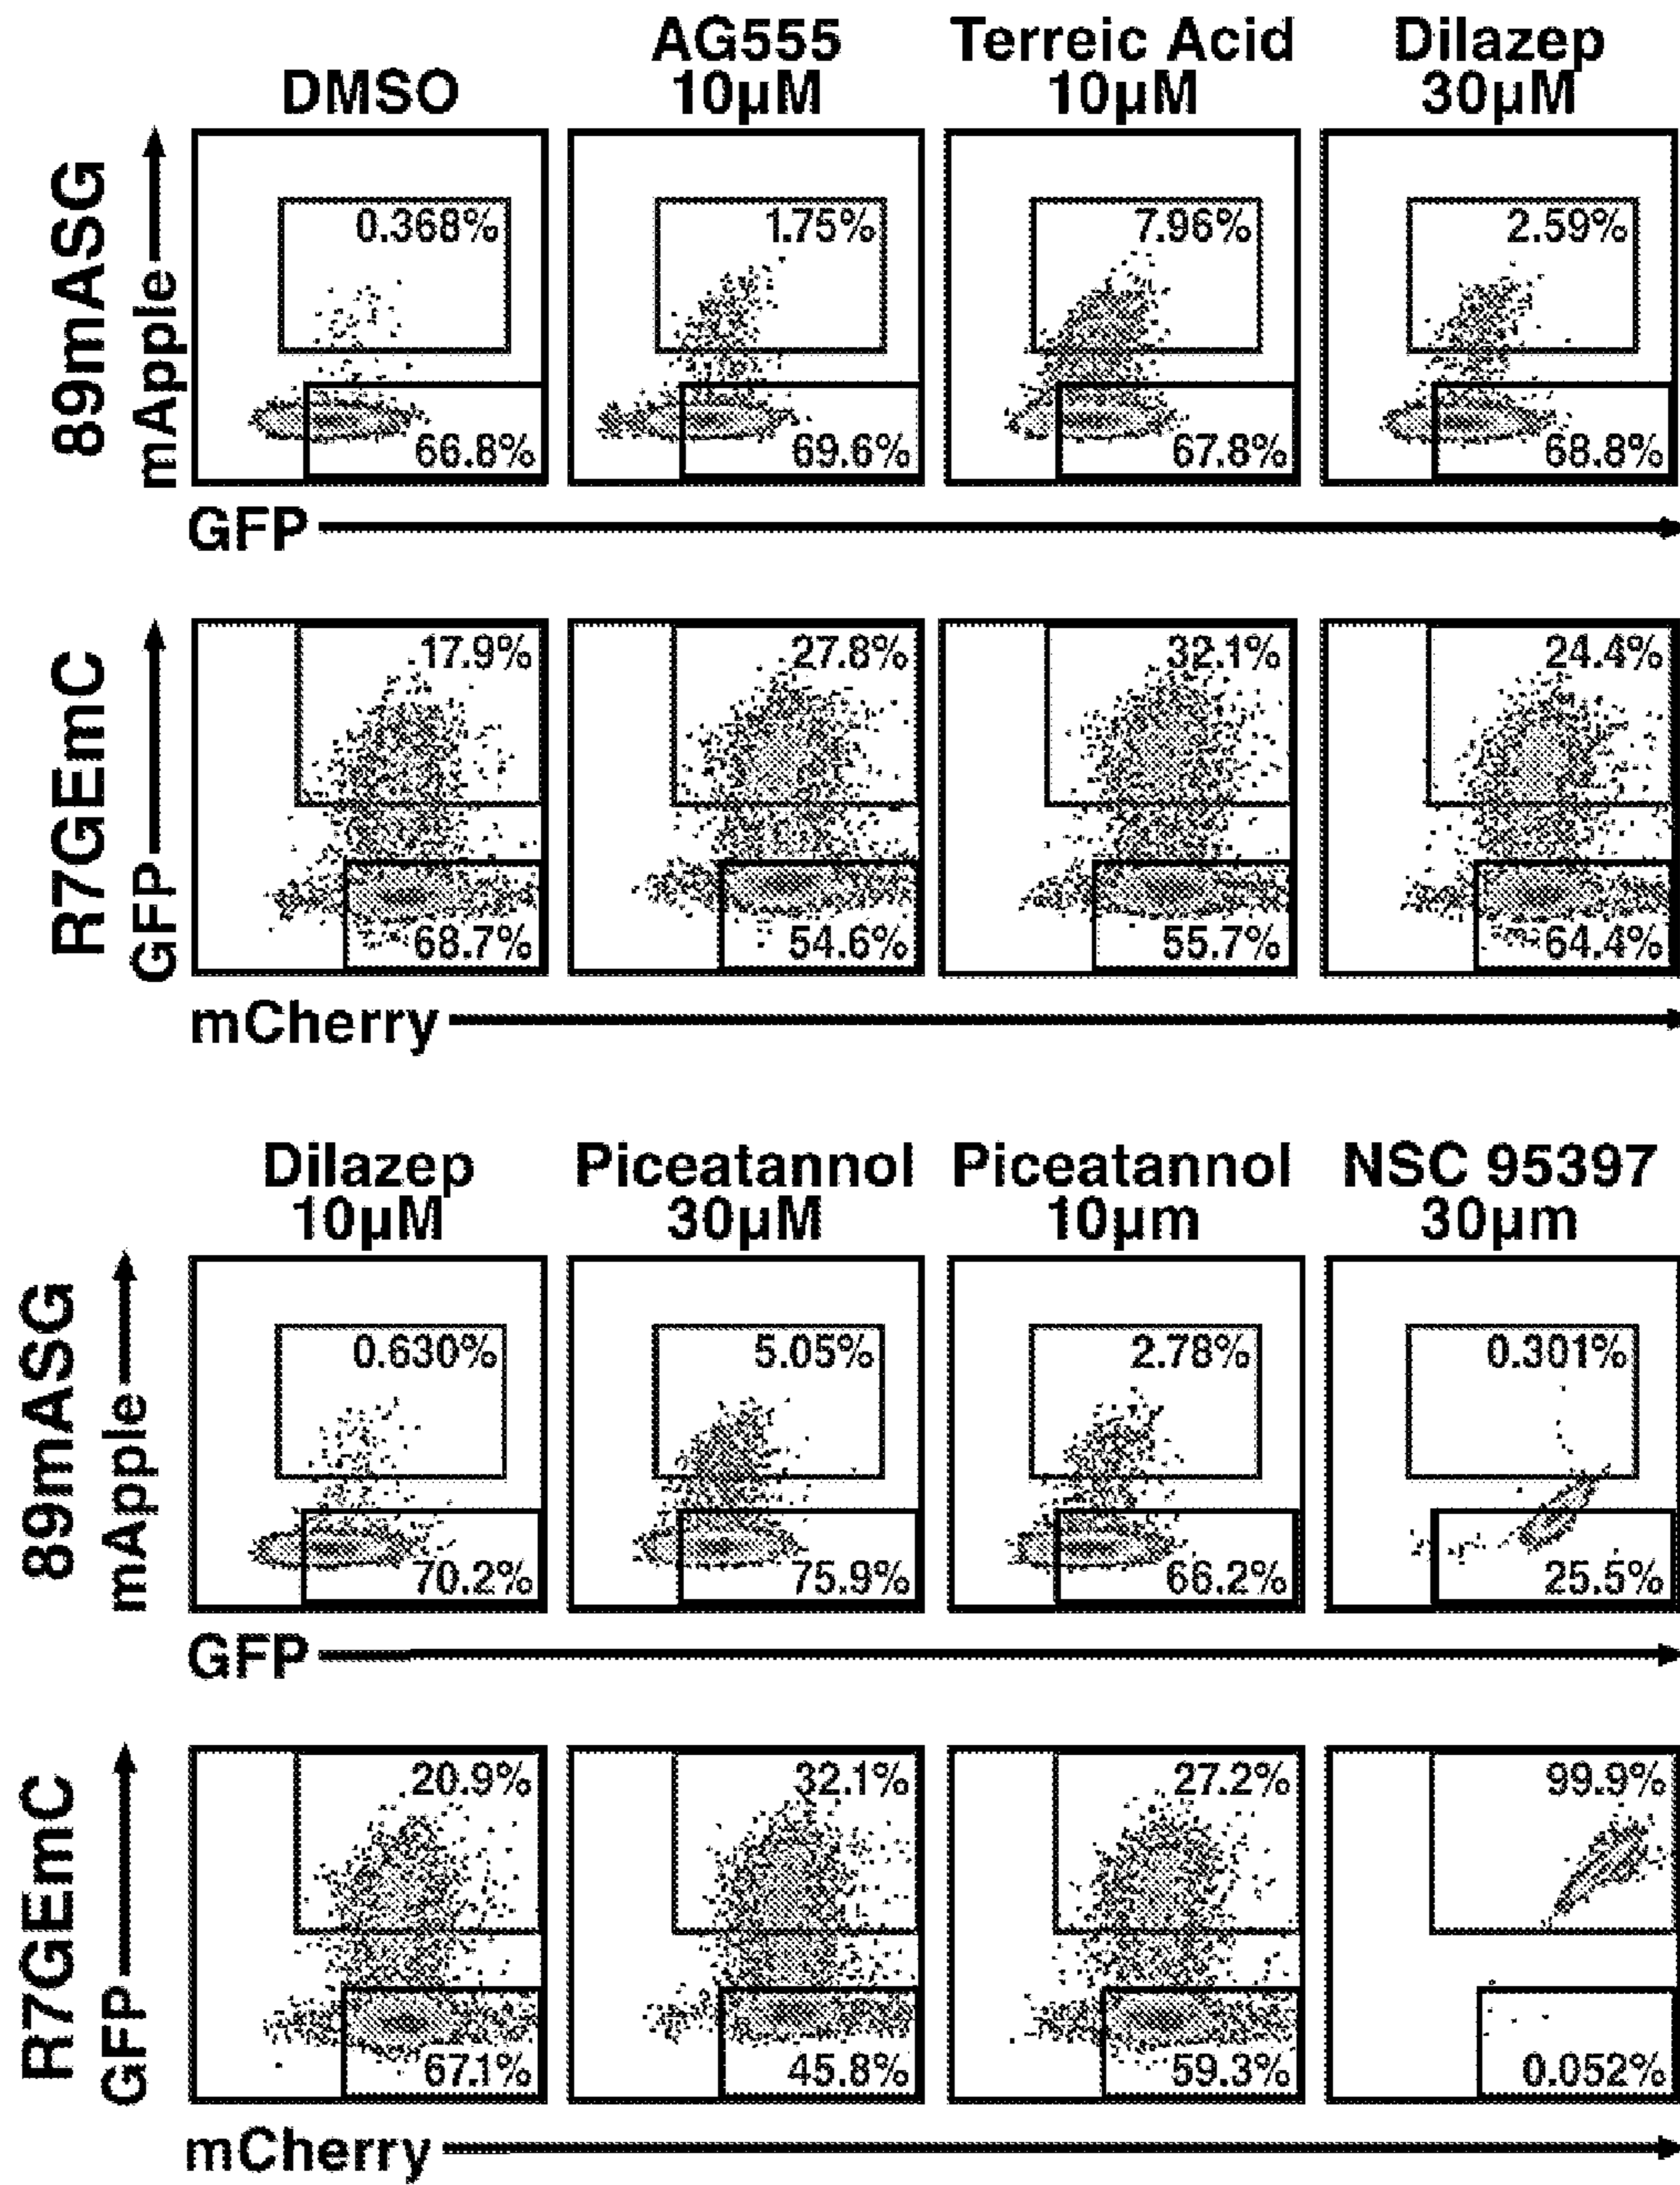 DMSO
AG555
10µM
Terreic Acid
10µM
Dilazep
30µM
89mASG
mApple
0.368%
66.8%
1.75%
69.6%
7.96%
67.8%
2.59%
68.8%
GFP
R7GEmC
GFP
17.9%
68.7%
27.8%
54.6%
32.1%
55.7%
24.4%
64.4%
mCherry
Dilazep
10µM
Piceatannol
30µM
Piceatannol
10µm
NSC 95397
30µm
89mASG
mApple
0.630%
70.2%
5.05%
75.9%
2.78%
66.2%
0.301%
25.5%
GFP
R7GEmC
GFP
20.9%
67.1%
32.1%
45.8%
27.2%
59.3%
99.9%
0.052%
mCherry